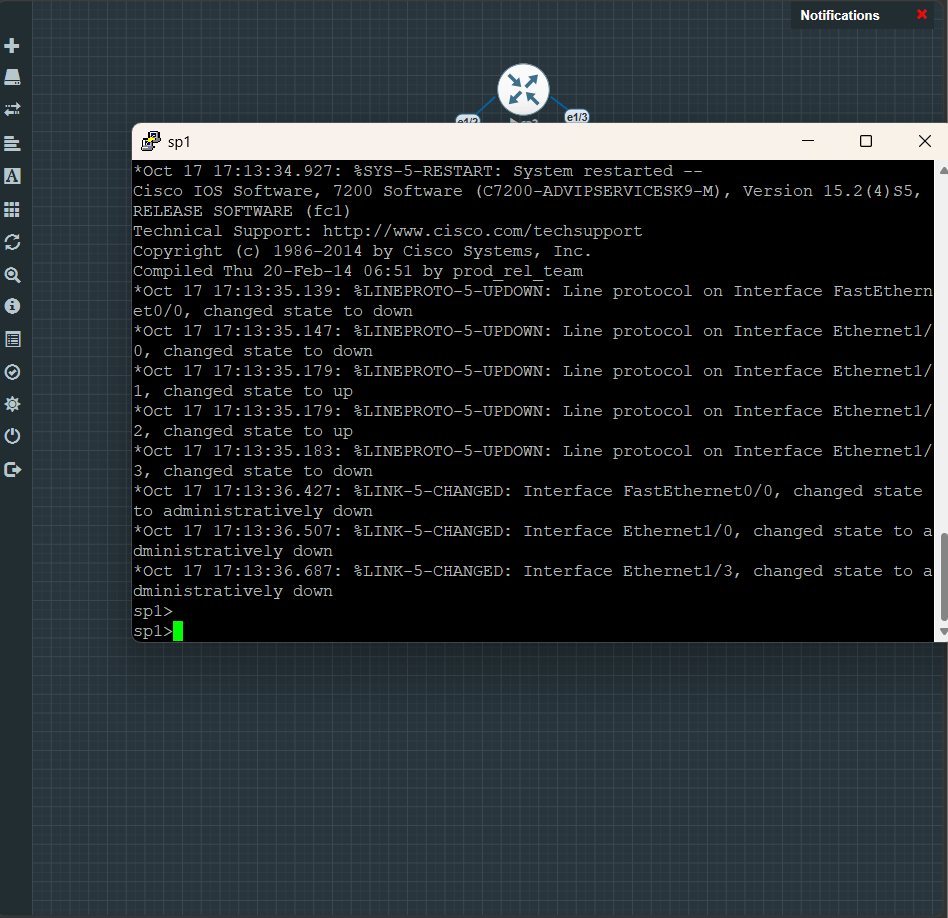 Notifications
e1/3
sp1
*Oct 17 17:13:34.927: %SYS-5-RESTART: System restarted --
Cisco IOS Software, 7200 Software (C7200-ADVIPSERVICESK9-M), Version 15.2(4)S5,
RELEASE SOFTWARE (fc1)
Technical Support: http://www.cisco.com/techsupport
Copyright (c) 1986-2014 by Cisco Systems, Inc.
Compiled Thu 20-Feb-14 06:51 by prod_rel_team
*Oct 17 17:13:35.139: %LINEPROTO-5-UPDOWN: Line protocol on Interface FastEthern
et0/0, changed state to down
*Oct 17 17:13:35.147: %LINEPROTO-5-UPDOWN: Line protocol on Interface Ethernet1/
0, changed state to down
*Oct 17 17:13:35.179: %LINEPROTO-5-UPDOWN: Line protocol on Interface Ethernet1/
1, changed state to up
*Oct 17 17:13:35.179: %LINEPROTO-5-UPDOWN: Line protocol on Interface Ethernet1/
2, changed state to up
*Oct 17 17:13:35.183: %LINEPROTO-5-UPDOWN: Line protocol on Interface Ethernet1/
3, changed state to down
*Oct 17 17:13:36.427: %LINK-5-CHANGED: Interface FastEthernet0/0, changed state
to administratively down
*Oct 17 17:13:36.507: %LINK-5-CHANGED: Interface Ethernet1/0, changed state to a
dministratively down
*Oct 17 17:13:36.687: %LINK-5-CHANGED: Interface Ethernet1/3, changed state to a
dministratively down
sp1>
sp1>